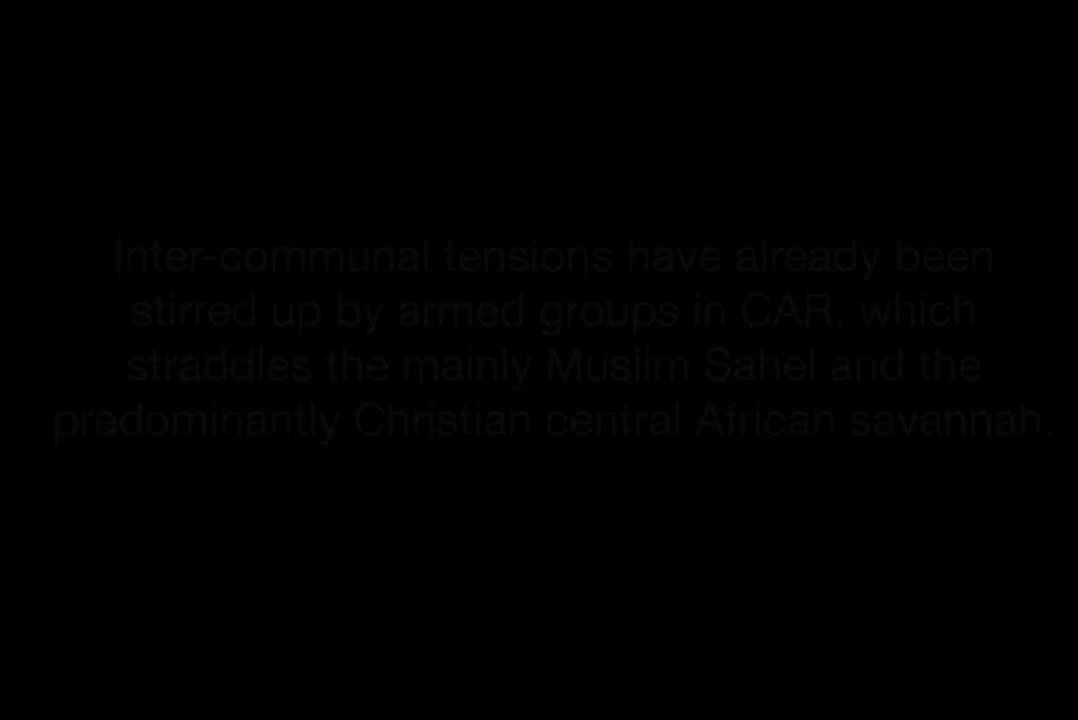 Inter-communal tensions have already been
stirred up by armed groups in CAR, which
straddles the mainly Muslim Sahel and the
predominantly Christian central African savannah.